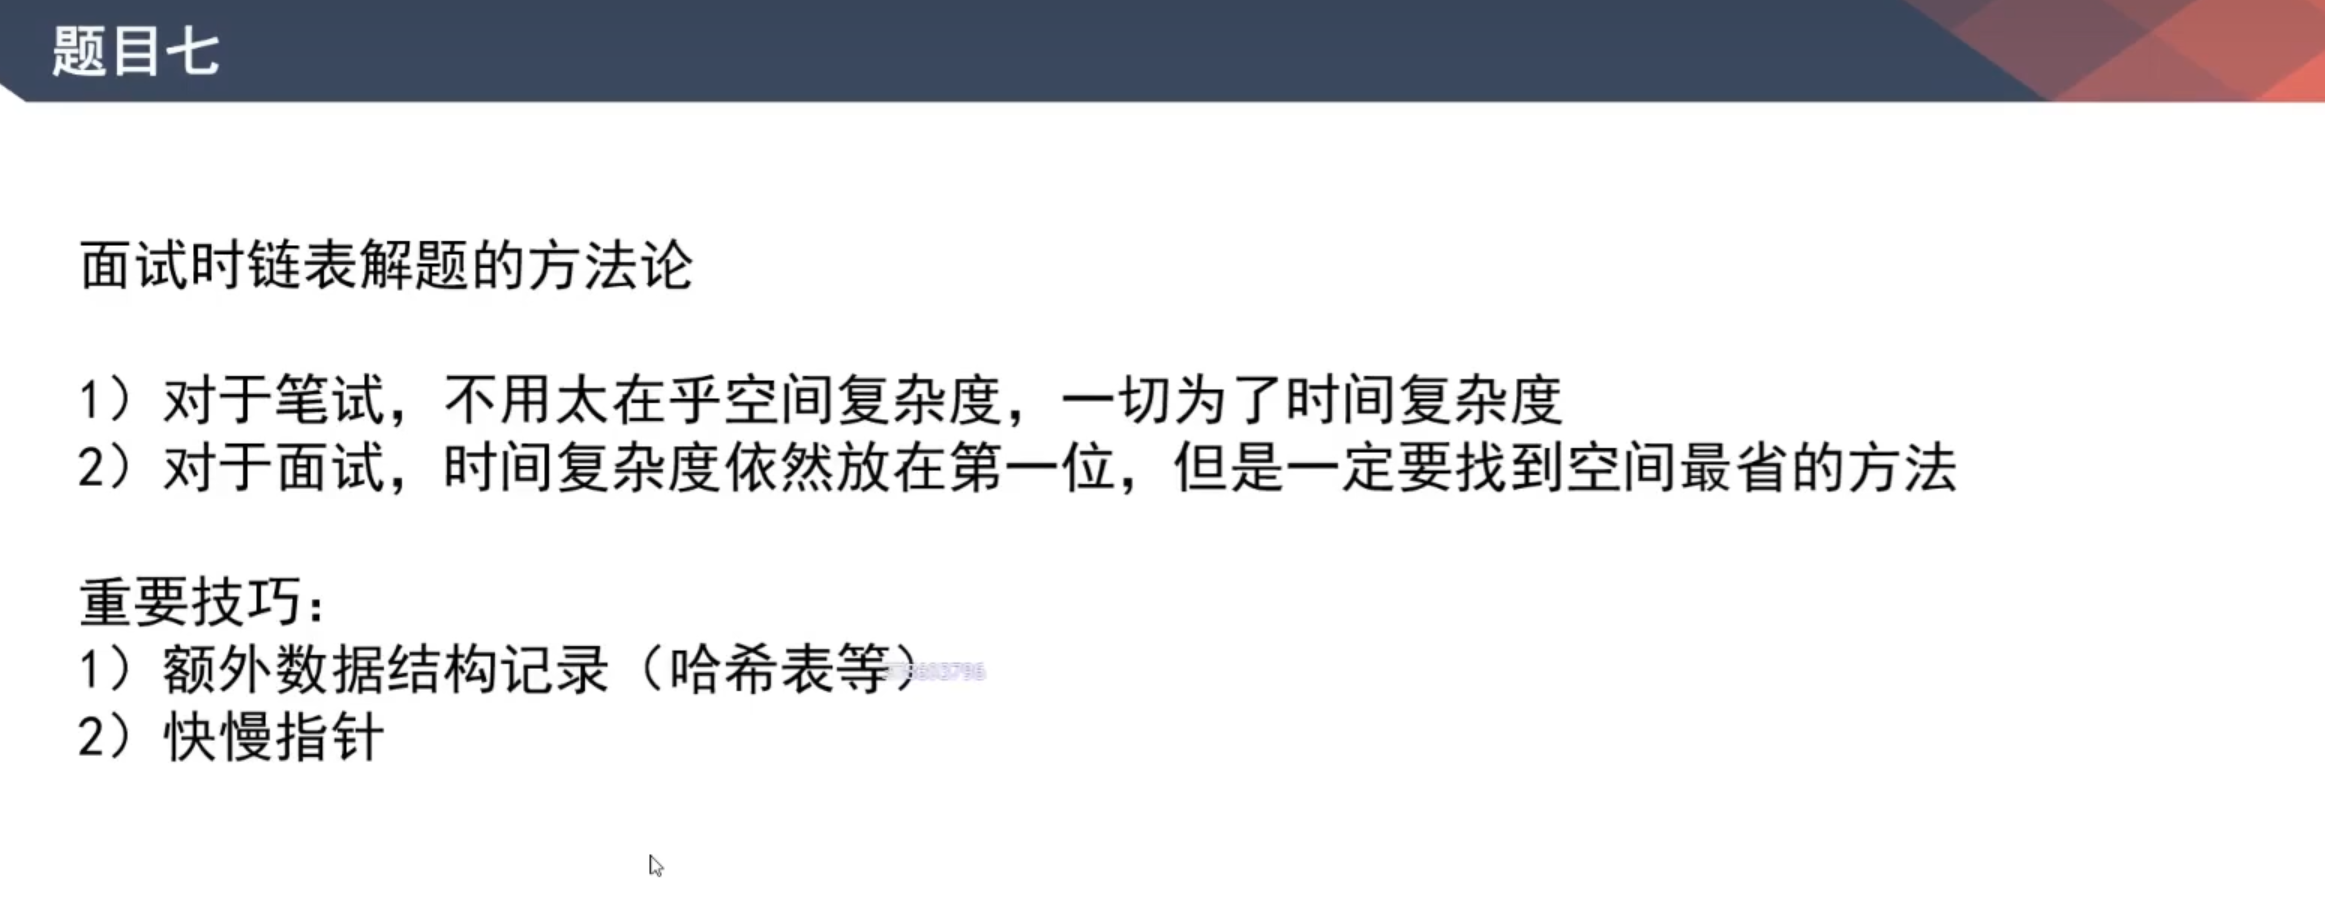 题目七
面试时链表解题的方法论
1）对于笔试，不用太在乎空间复杂度，一切为了时间复杂度
2）对于面试，时间复杂度依然放在第一位，但是一定要找到空间最省的方法
重要技巧：
1）额外数据结构记录（哈希表等）
2）快慢指针